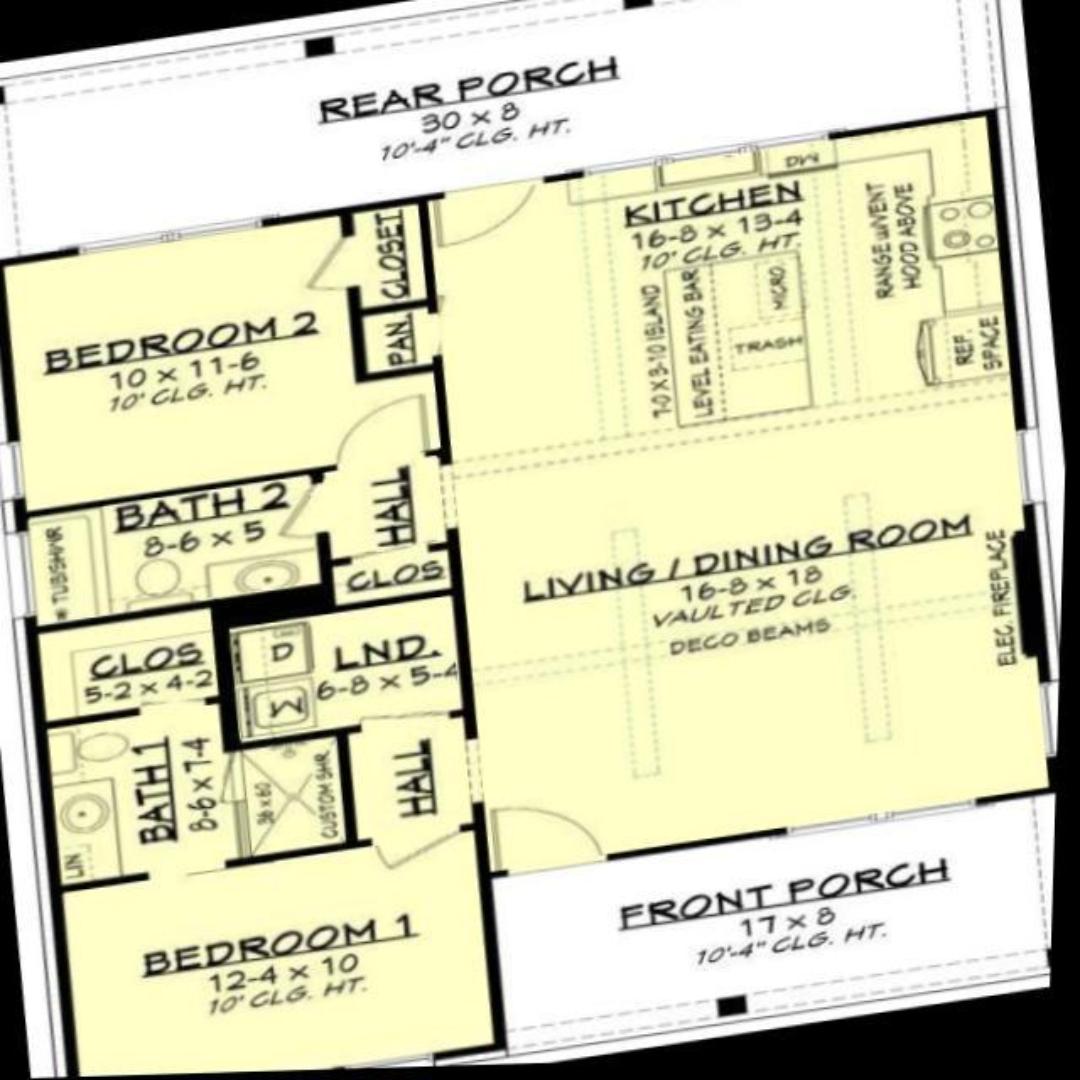 REAR PORCH
30 x 8
10'-4" CLG. HT.
DW
KITCHEN
16-8 x 13-4
10' CLG. HT.
RANGE w/VENT
HOOD ABOVE
CLOSET
BEDROOM 2
10 x 11-6
10' CLG. HT.
PAN.
7-0 X 3-10 ISLAND
LEVEL EATING BAR
MICRO.
TRASH
REF.
SPACE
BATH 2
8-6 x 5
TUB/SHWR
HALL
CLOS
LIVING / DINING ROOM
16-8 x 18
VAULTED CLG.
DECO BEAMS
ELEC. FIREPLACE
CLOS
5-2 x 4-2
D
W
LND.
6-8 x 5-4
BATH 1
8-6 x 7-4
LIN
36 x 60
CUSTOM SHR
HALL
BEDROOM 1
12-4 x 10
10' CLG. HT.
FRONT PORCH
17 x 8
10'-4" CLG. HT.